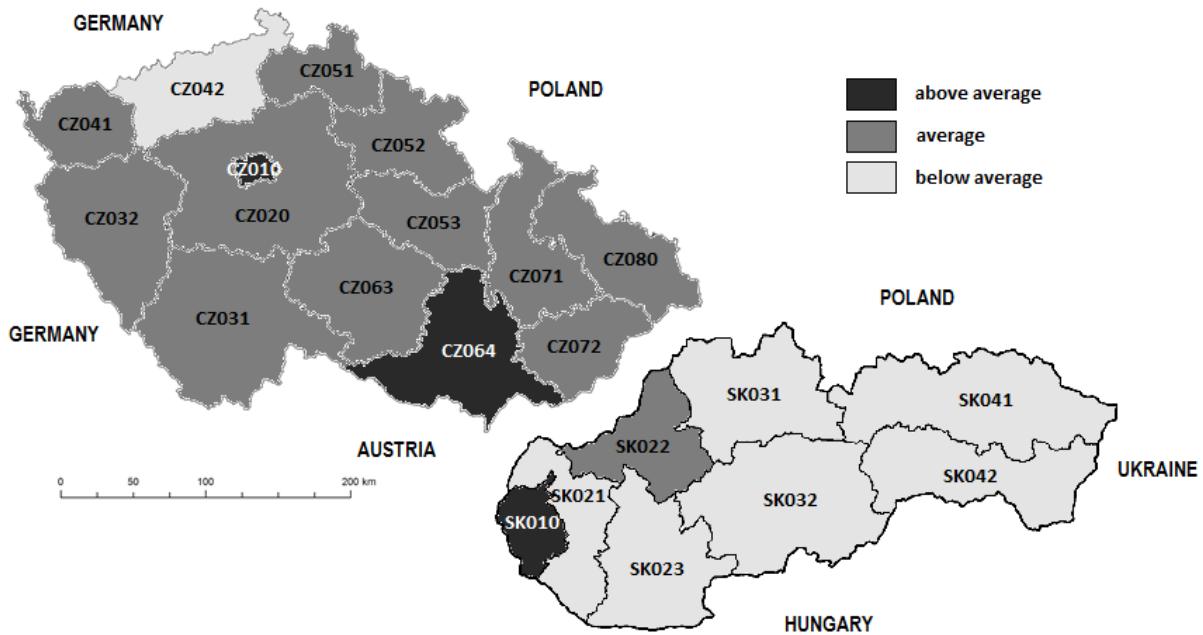 GERMANY
CZ042
CZ051
POLAND
CZ041
CZ052
CZ010
CZ032
CZ020
CZ053
CZ071
CZ080
CZ063
CZ031
CZ064
CZ072
GERMANY
AUSTRIA
above average
average
below average
POLAND
SK031
SK041
SK022
UKRAINE
SK042
SK021
SK032
SK010
SK023
HUNGARY
0 50 100 200 km